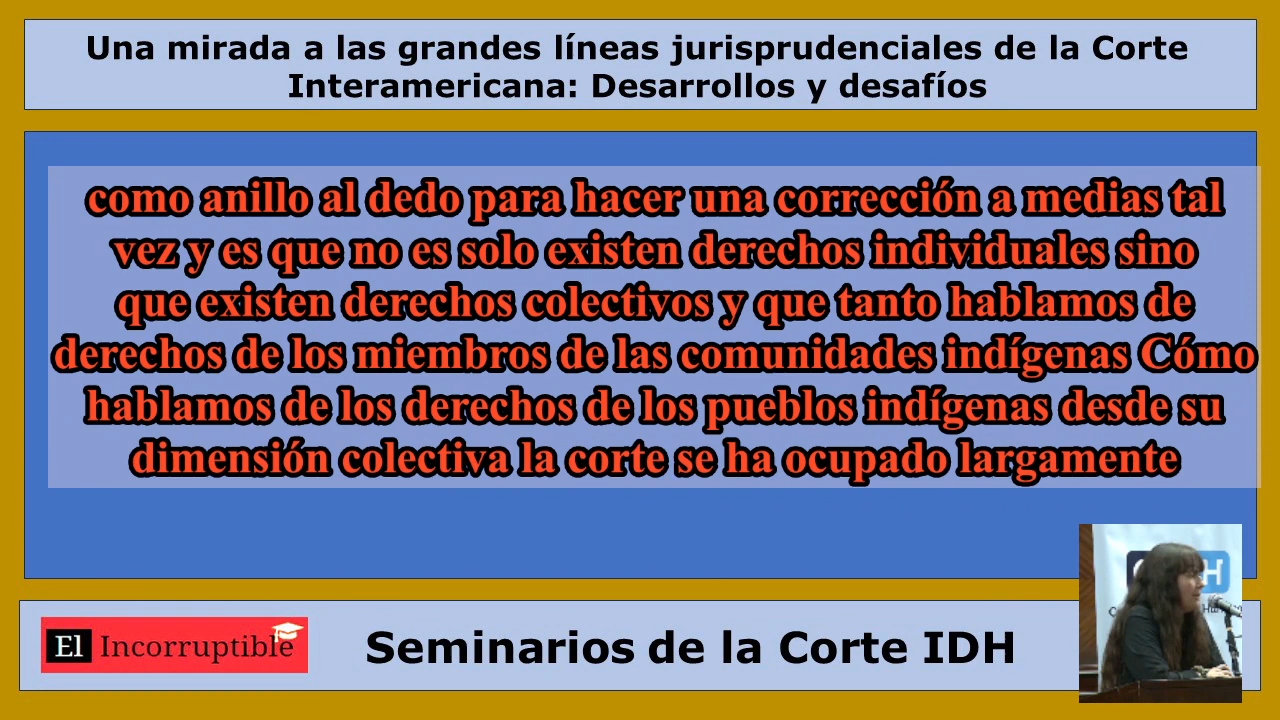 Una mirada a las grandes líneas jurisprudenciales de la Corte
Interamericana: Desarrollos y desafíos
como anillo al dedo para hacer una corrección a medias tal
vez y es que no es solo existen derechos individuales sino
que existen derechos colectivos y que tanto hablamos de
derechos de los miembros de las comunidades indígenas Cómo
hablamos de los derechos de los pueblos indígenas desde su
dimensión colectiva la corte se ha ocupado largamente
El Incorruptible
Seminarios de la Corte IDH